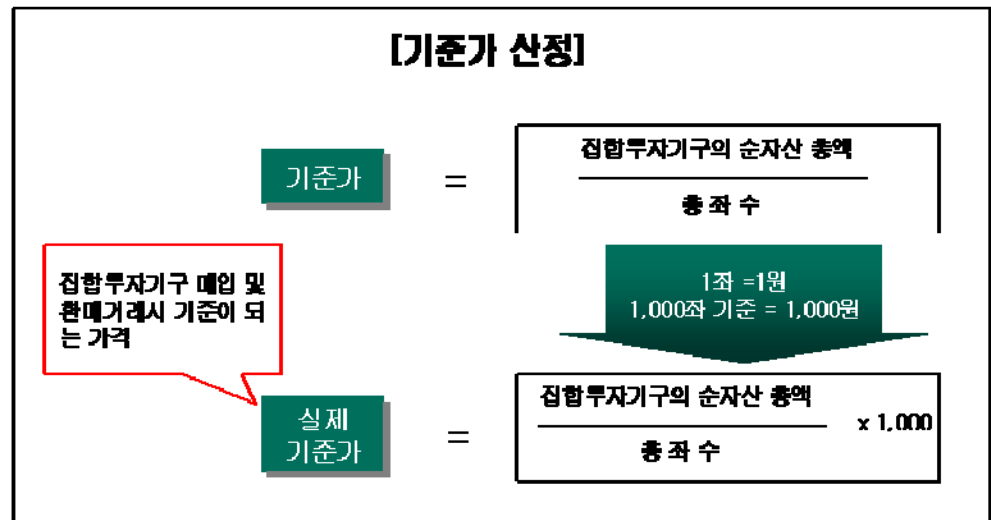 [기준가 산정]
기준가
=
집합투자기구의 순자산 총액
총 좌 수
집합투자기구 매입 및
환매거래시 기준이 되
는 가격
1좌 =1원
1,000좌 기준 = 1,000원
실제
기준가
=
집합투자기구의 순자산 총액
총 좌 수
x 1,000